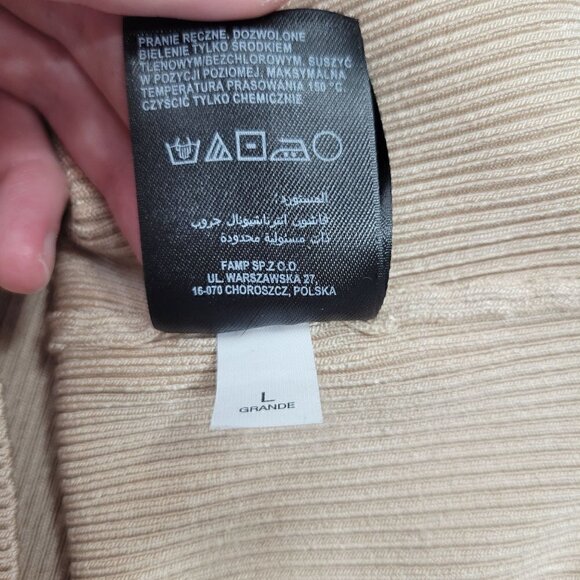 PRANIE RĘCZNE, DOZWOLONE
BIELENIE TYLKO ŚRODKIEM
TLENOWYM/BEZCHLOROWYM, SUSZYĆ
W POZYCJI POZIOMEJ, MAKSYMALNA
TEMPERATURA PRASOWANIA 150 °C,
CZYŚCIĆ TYLKO CHEMICZNIE
المستورد:
فاشون انترناشيونال جروب
ذات مسئولية محدودة
FAMP SP.Z O.O
UL. WARSZAWSKA 27,
16-070 CHOROSZCZ, POLSKA
L
GRANDE